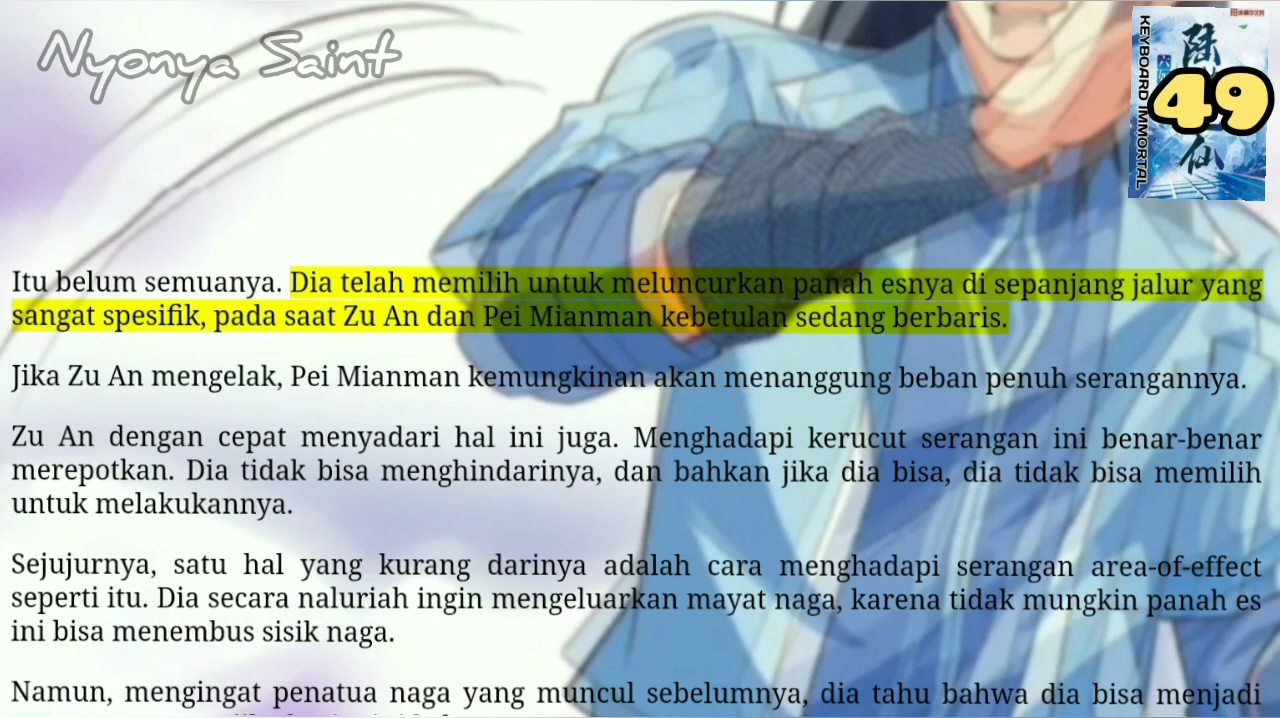 Nyonya Saint
KEYBOARD IMMORTAL
陆
仙
49
Itu belum semuanya. Dia telah memilih untuk meluncurkan panah esnya di sepanjang jalur yang
sangat spesifik, pada saat Zu An dan Pei Mianman kebetulan sedang berbaris.
Jika Zu An mengelak, Pei Mianman kemungkinan akan menanggung beban penuh serangannya.
Zu An dengan cepat menyadari hal ini juga. Menghadapi kerucut serangan ini benar-benar
merepotkan. Dia tidak bisa menghindarinya, dan bahkan jika dia bisa, dia tidak bisa memilih
untuk melakukannya.
Sejujurnya, satu hal yang kurang darinya adalah cara menghadapi serangan area-of-effect
seperti itu. Dia secara naluriah ingin mengeluarkan mayat naga, karena tidak mungkin panah es
ini bisa menembus sisik naga.
Namun, mengingat penatua naga yang muncul sebelumnya, dia tahu bahwa dia bisa menjadi